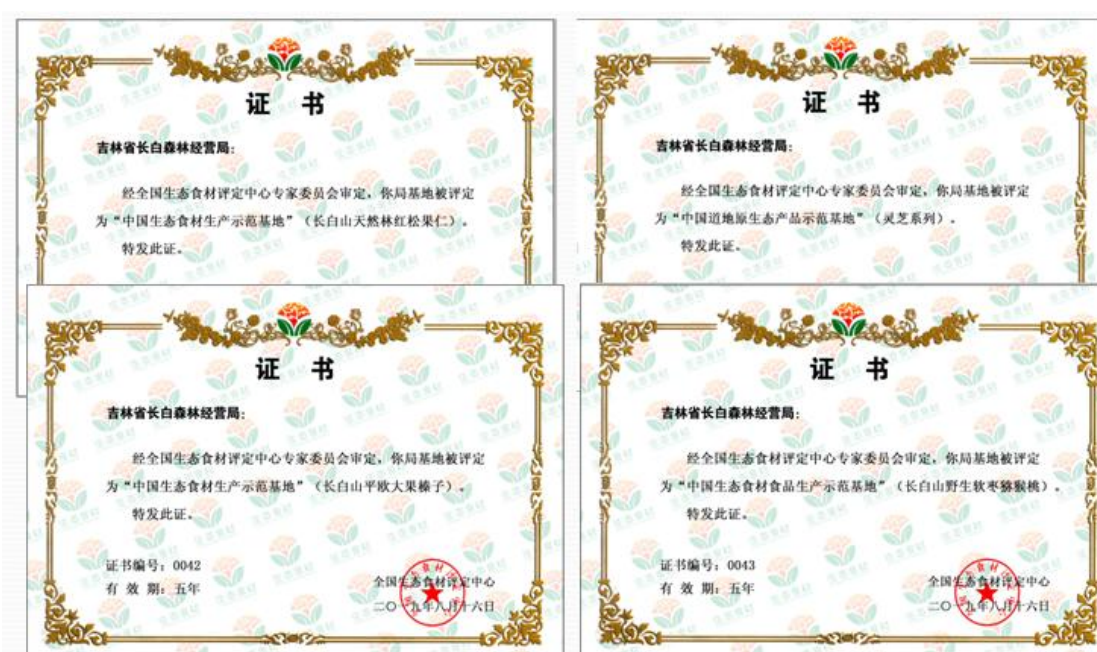 证 书
吉林省长白森林经营局：
经全国生态食材评定中心专家委员会审定，你局基地被评定
为“中国生态食材生产示范基地”（长白山天然林红松果仁）。
特发此证。
证 书
吉林省长白森林经营局：
经全国生态食材评定中心专家委员会审定，你局基地被评定
为“中国道地原生态产品示范基地”（灵芝系列）。
特发此证。
证 书
吉林省长白森林经营局：
经全国生态食材评定中心专家委员会审定，你局基地被评定
为“中国生态食材生产示范基地”（长白山平欧大果榛子）。
特发此证。
证书编号：0042
有 效 期：五年
全国生态食材评定中心
二〇一九年八月十六日
证 书
吉林省长白森林经营局：
经全国生态食材评定中心专家委员会审定，你局基地被评定
为“中国生态食材食品生产示范基地”（长白山野生软枣猕猴桃）。
特发此证。
证书编号：0043
有 效 期：五年
全国生态食材评定中心
二〇一九年八月十六日